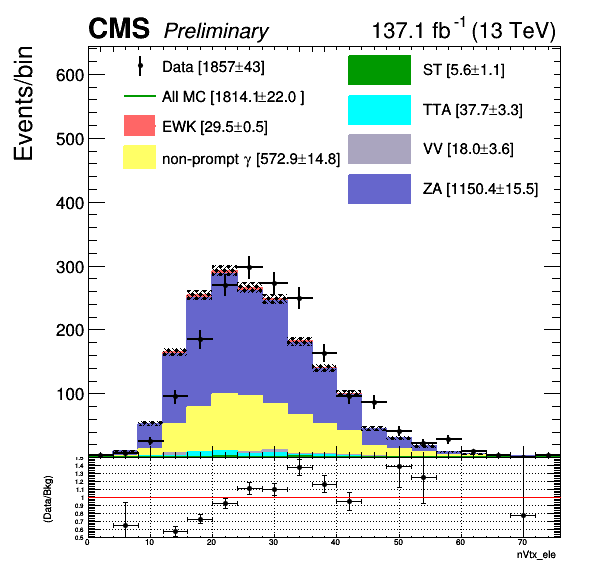 CMS Preliminary 137.1 fb-1 (13 TeV)
Events/bin
600
500
400
300
200
100
Data [1857±43]
All MC [1814.1±22.0 ]
EWK [29.5±0.5]
non-prompt γ [572.9±14.8]
ST [5.6±1.1]
TTA [37.7±3.3]
VV [18.0±3.6]
ZA [1150.4±15.5]
(Data/Bkg)
1.5
1.4
1.3
1.2
1.1
1
0.9
0.8
0.7
0.6
0.5
0 10 20 30 40 50 60 70
nVtx_ele